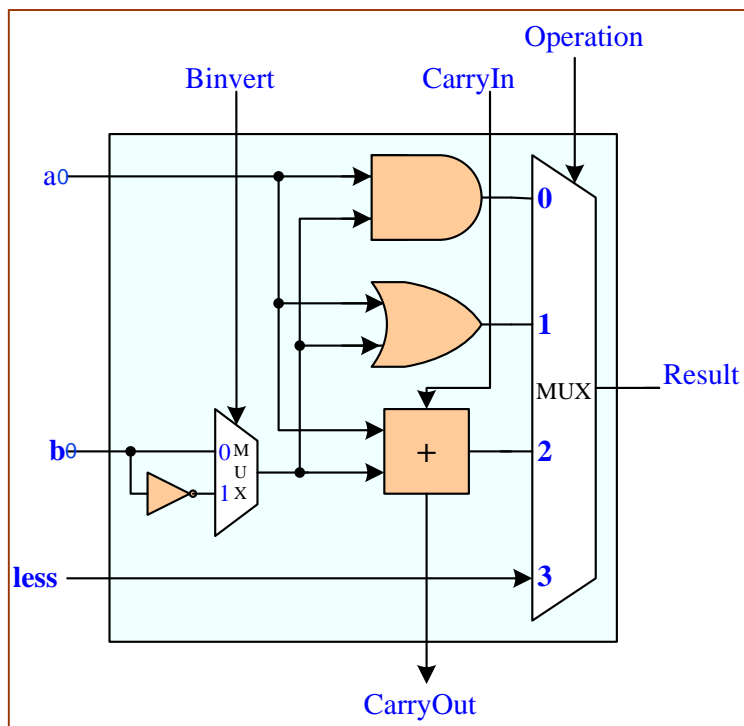 Operation
Binvert
CarryIn
a0
0
1
MUX
Result
b0
0
M
U
1
X
+
2
less
3
CarryOut